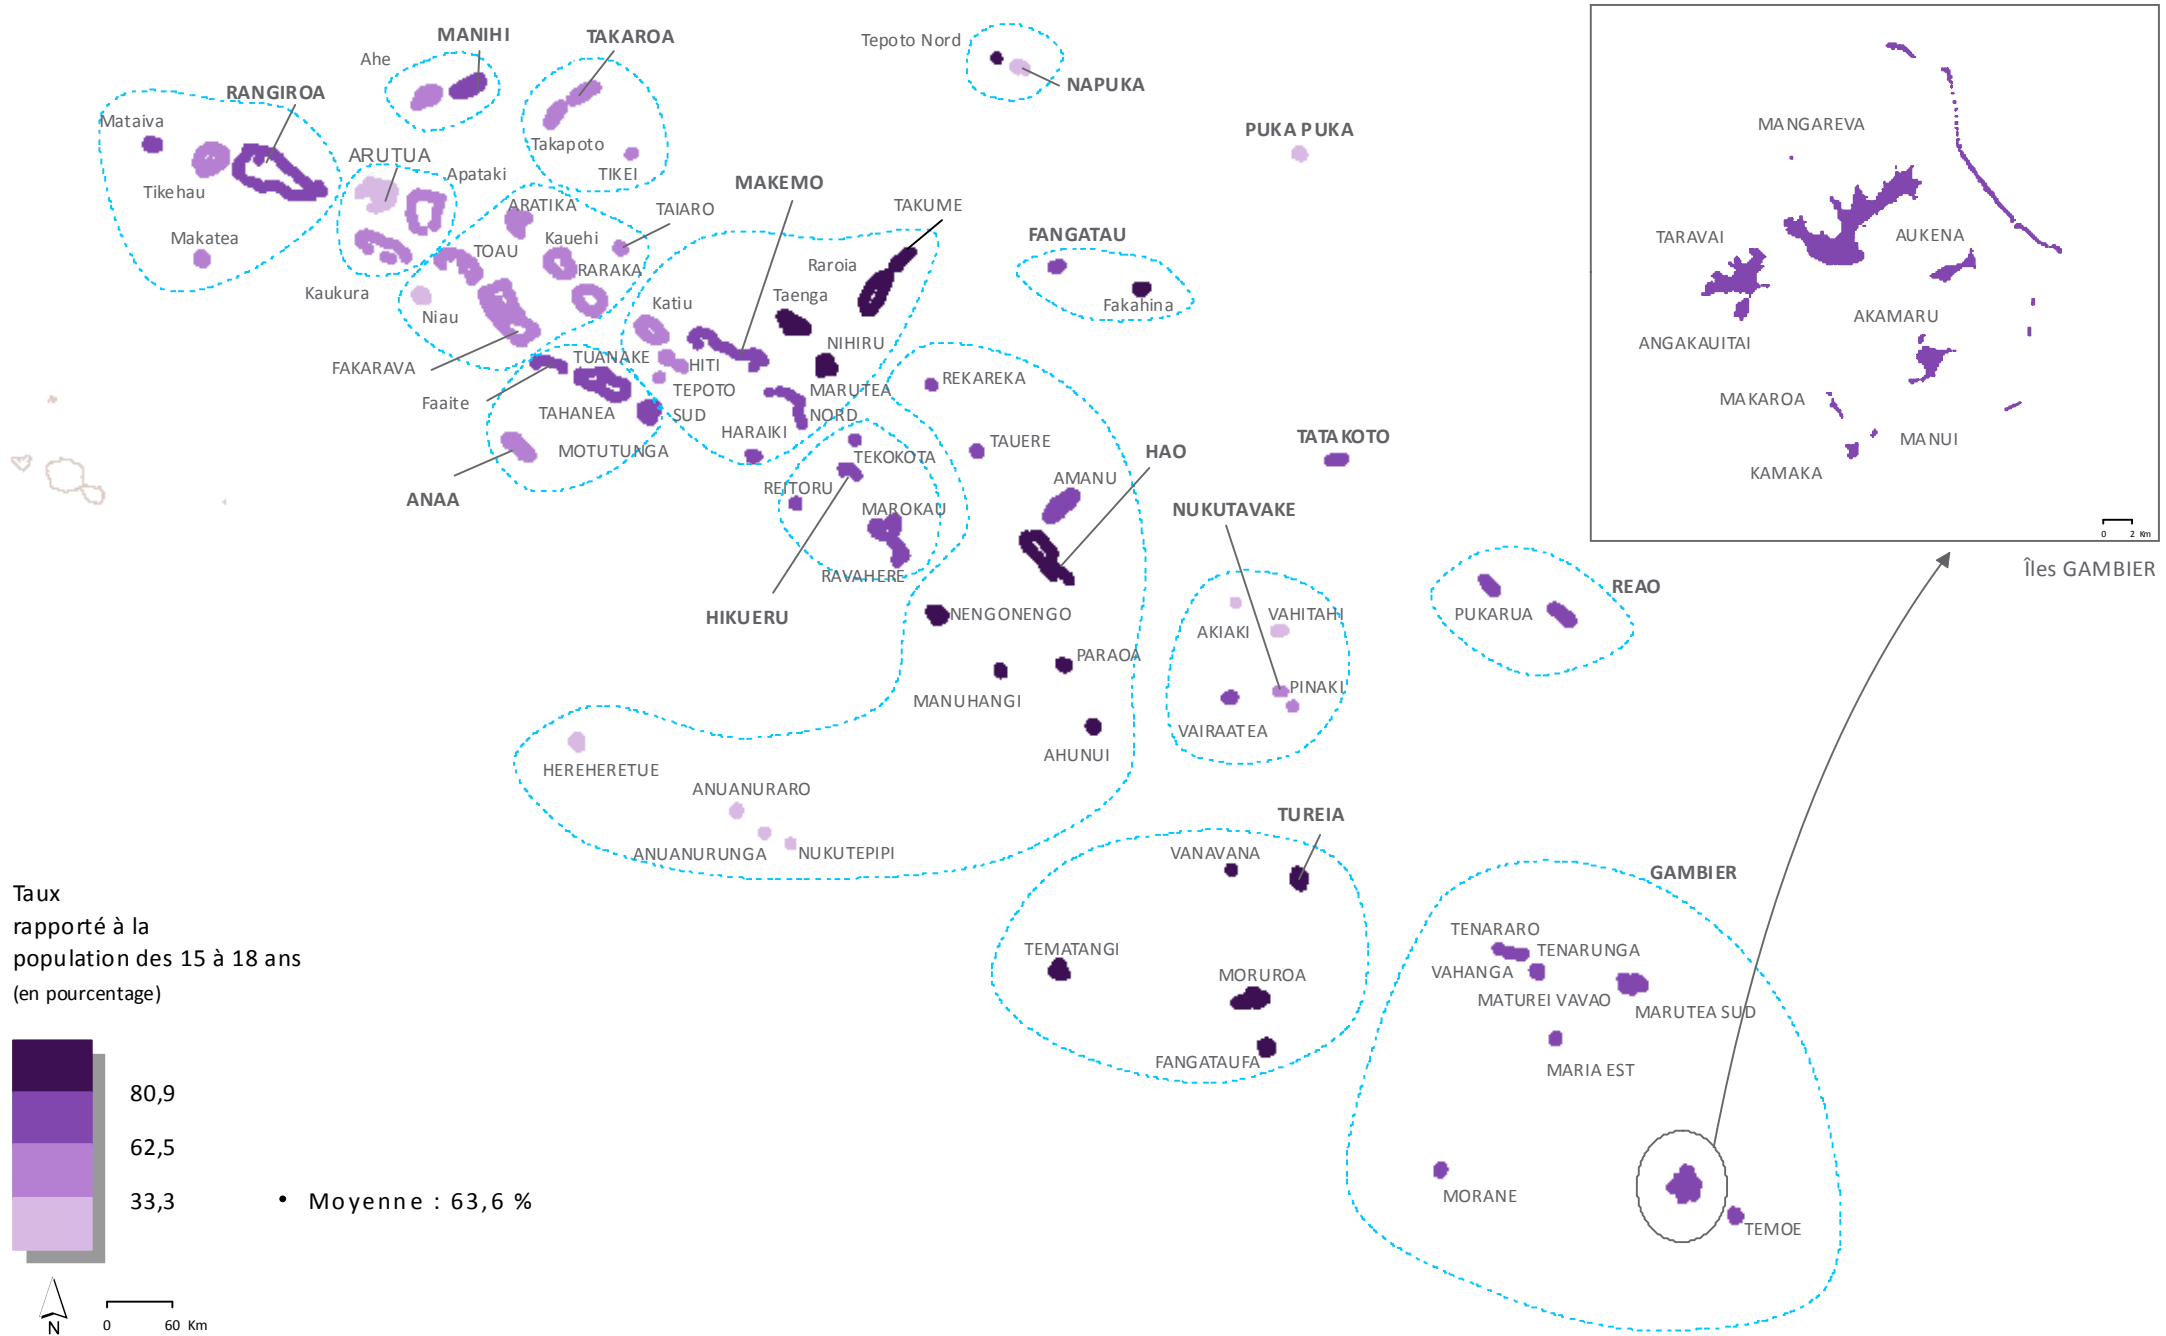 MANIHI
TAKAROA
Tepoto Nord
Ahe
NAPUKA
RANGIROA
Mataiva
PUKA PUKA
MANGAREVA
Takapoto
ARUTUA
Apataki
TIKEI
MAKEMO
Tikehau
ARATIKA
TAIARO
TAKUME
Makatea
Kauehi
TOAU
FANGATAU
TARAVAI
AUKENA
RARAKA
Raroia
Kaukura
Niau
Katiu
Taenga
Fakahina
AKAMARU
NIHIRU
ANGAKAUITAI
TUANAKE
HITI
FAKARAVA
REKAREKA
TEPOTO
SUD
MARUTEA
NORD
Faaite
TAHANEA
MAKAROA
HARAIKI
MOTUTUNGA
TAUERE
TATAKOTO
MANUI
TEKOKOTA
HAO
KAMAKA
AMANU
ANAA
REITORU
MAROKAU
NUKUTAVAKE
0 2 Km
Îles GAMBIER
RAVAHERE
REAO
HIKUERU
NENGONENGO
VAHITAHI
PUKARUA
AKIAKI
PARAOA
PINAKI
MANUHANGI
VAIRAATEA
AHUNUI
HEREHERETUE
ANUANURARO
TUREIA
ANUANURUNGA
NUKUTEPIPI
VANAVANA
GAMBIER
Taux
rapporté à la
population des 15 à 18 ans
(en pourcentage)
TENARARO
TEMATANGI
TENARUNGA
MORUROA
VAHANGA
MATUREI VAVAO
MARUTEA SUD
FANGATAUFA
MARIA EST
80,9
62,5
33,3
• Moyenne : 63,6 %
MORANE
TEMOE
N
0 60 Km